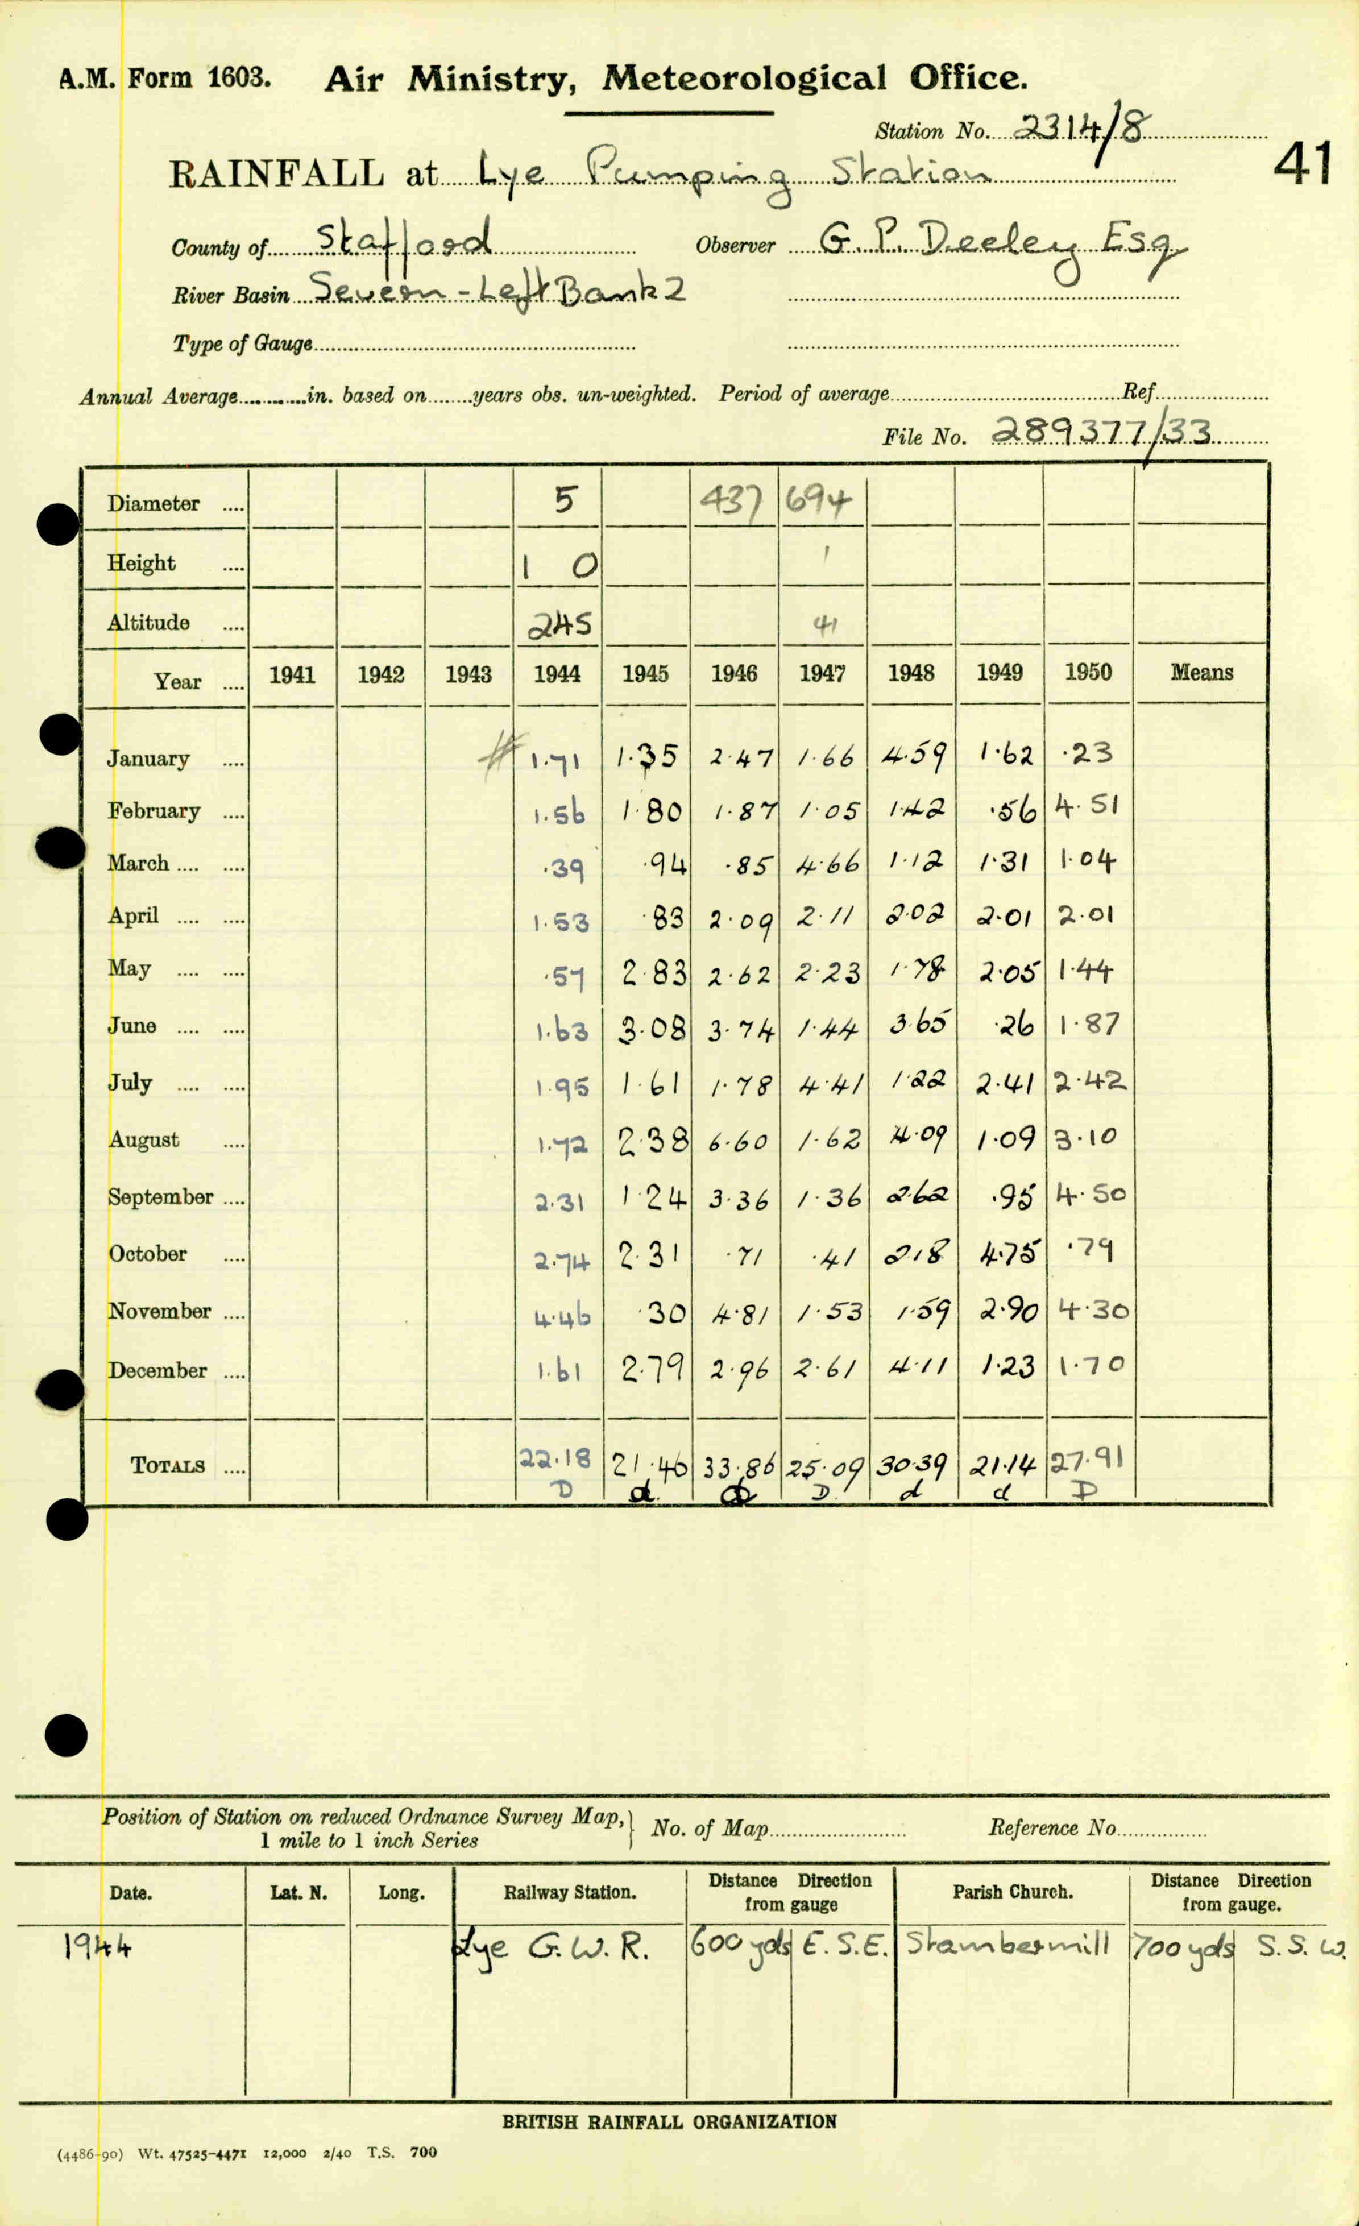 A.M. Form 1603. Air Ministry, Meteorological Office.
Station No. 2314/8
41
RAINFALL at Lye Pumping Station
County of Stafford Observer G. P. Deeley Esq
River Basin Severn - Left Bank 2
Type of Gauge
Annual Average in. based on years obs. un-weighted. Period of average Ref.
File No. 289377/33
Diameter 5 437 694
Height 1 0 1
Altitude 245 41
Year 1941 1942 1943 1944 1945 1946 1947 1948 1949 1950 Means
January # 1.71 1.35 2.47 1.66 4.59 1.62 .23
February 1.56 1.80 1.87 1.05 1.42 .56 4.51
March .39 .94 .85 4.66 1.12 1.31 1.04
April 1.53 .83 2.09 2.11 2.02 2.01 2.01
May .57 2.83 2.62 2.23 1.78 2.05 1.44
June 1.63 3.08 3.74 1.44 3.65 .26 1.87
July 1.95 1.61 1.78 4.41 1.22 2.41 2.42
August 1.72 2.38 6.60 1.62 4.09 1.09 3.10
September 2.31 1.24 3.36 1.36 2.62 .95 4.50
October 2.74 2.31 .71 .41 2.18 4.75 .79
November 4.46 .30 4.81 1.53 1.59 2.90 4.30
December 1.61 2.79 2.96 2.61 4.11 1.23 1.70
TOTALS 22.18 21.46 33.86 25.09 30.39 21.14 27.91
D d D D d d D
Position of Station on reduced Ordnance Survey Map, 1 mile to 1 inch Series } No. of Map Reference No.
Date. Lat. N. Long. Railway Station. Distance Direction from gauge Parish Church. Distance Direction from gauge.
1944 Lye G.W.R. 600 yds E.S.E. Stambermill 700 yds S.S.W.
BRITISH RAINFALL ORGANIZATION
(4486-90) Wt. 47525-4471 12,000 2/40 T.S. 700